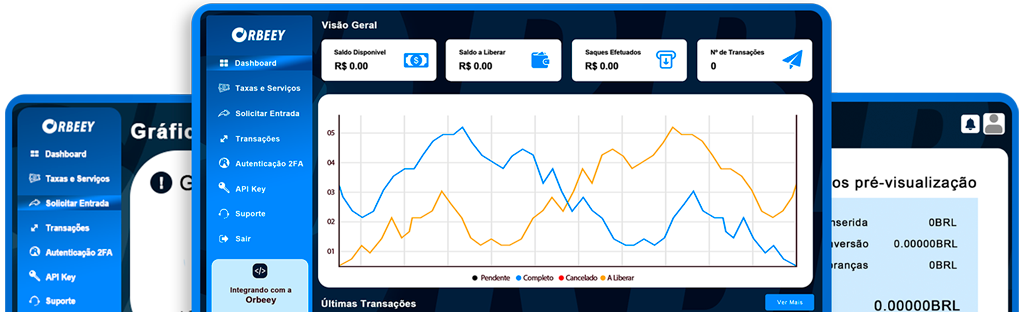 ORBEEY
Dashboard
Taxas e Serviços
Solicitar Entrada
Transações
Autenticação 2FA
API Key
Suporte
Gráfic
! G
ORBEEY
Dashboard
Taxas e Serviços
Solicitar Entrada
Transações
Autenticação 2FA
API Key
Suporte
Sair
</>
Integrando com a
Orbeey
Visão Geral
Saldo Disponivel
R$ 0.00
Saldo a Liberar
R$ 0.00
Saques Efetuados
R$ 0.00
Nº de Transações
0
05
04
03
02
01
Pendente Completo Cancelado A Liberar
Últimas Transações
Ver Mais
os pré-visualização
nserida 0BRL
versão 0.00000BRL
ranças 0BRL
0.00000BRL